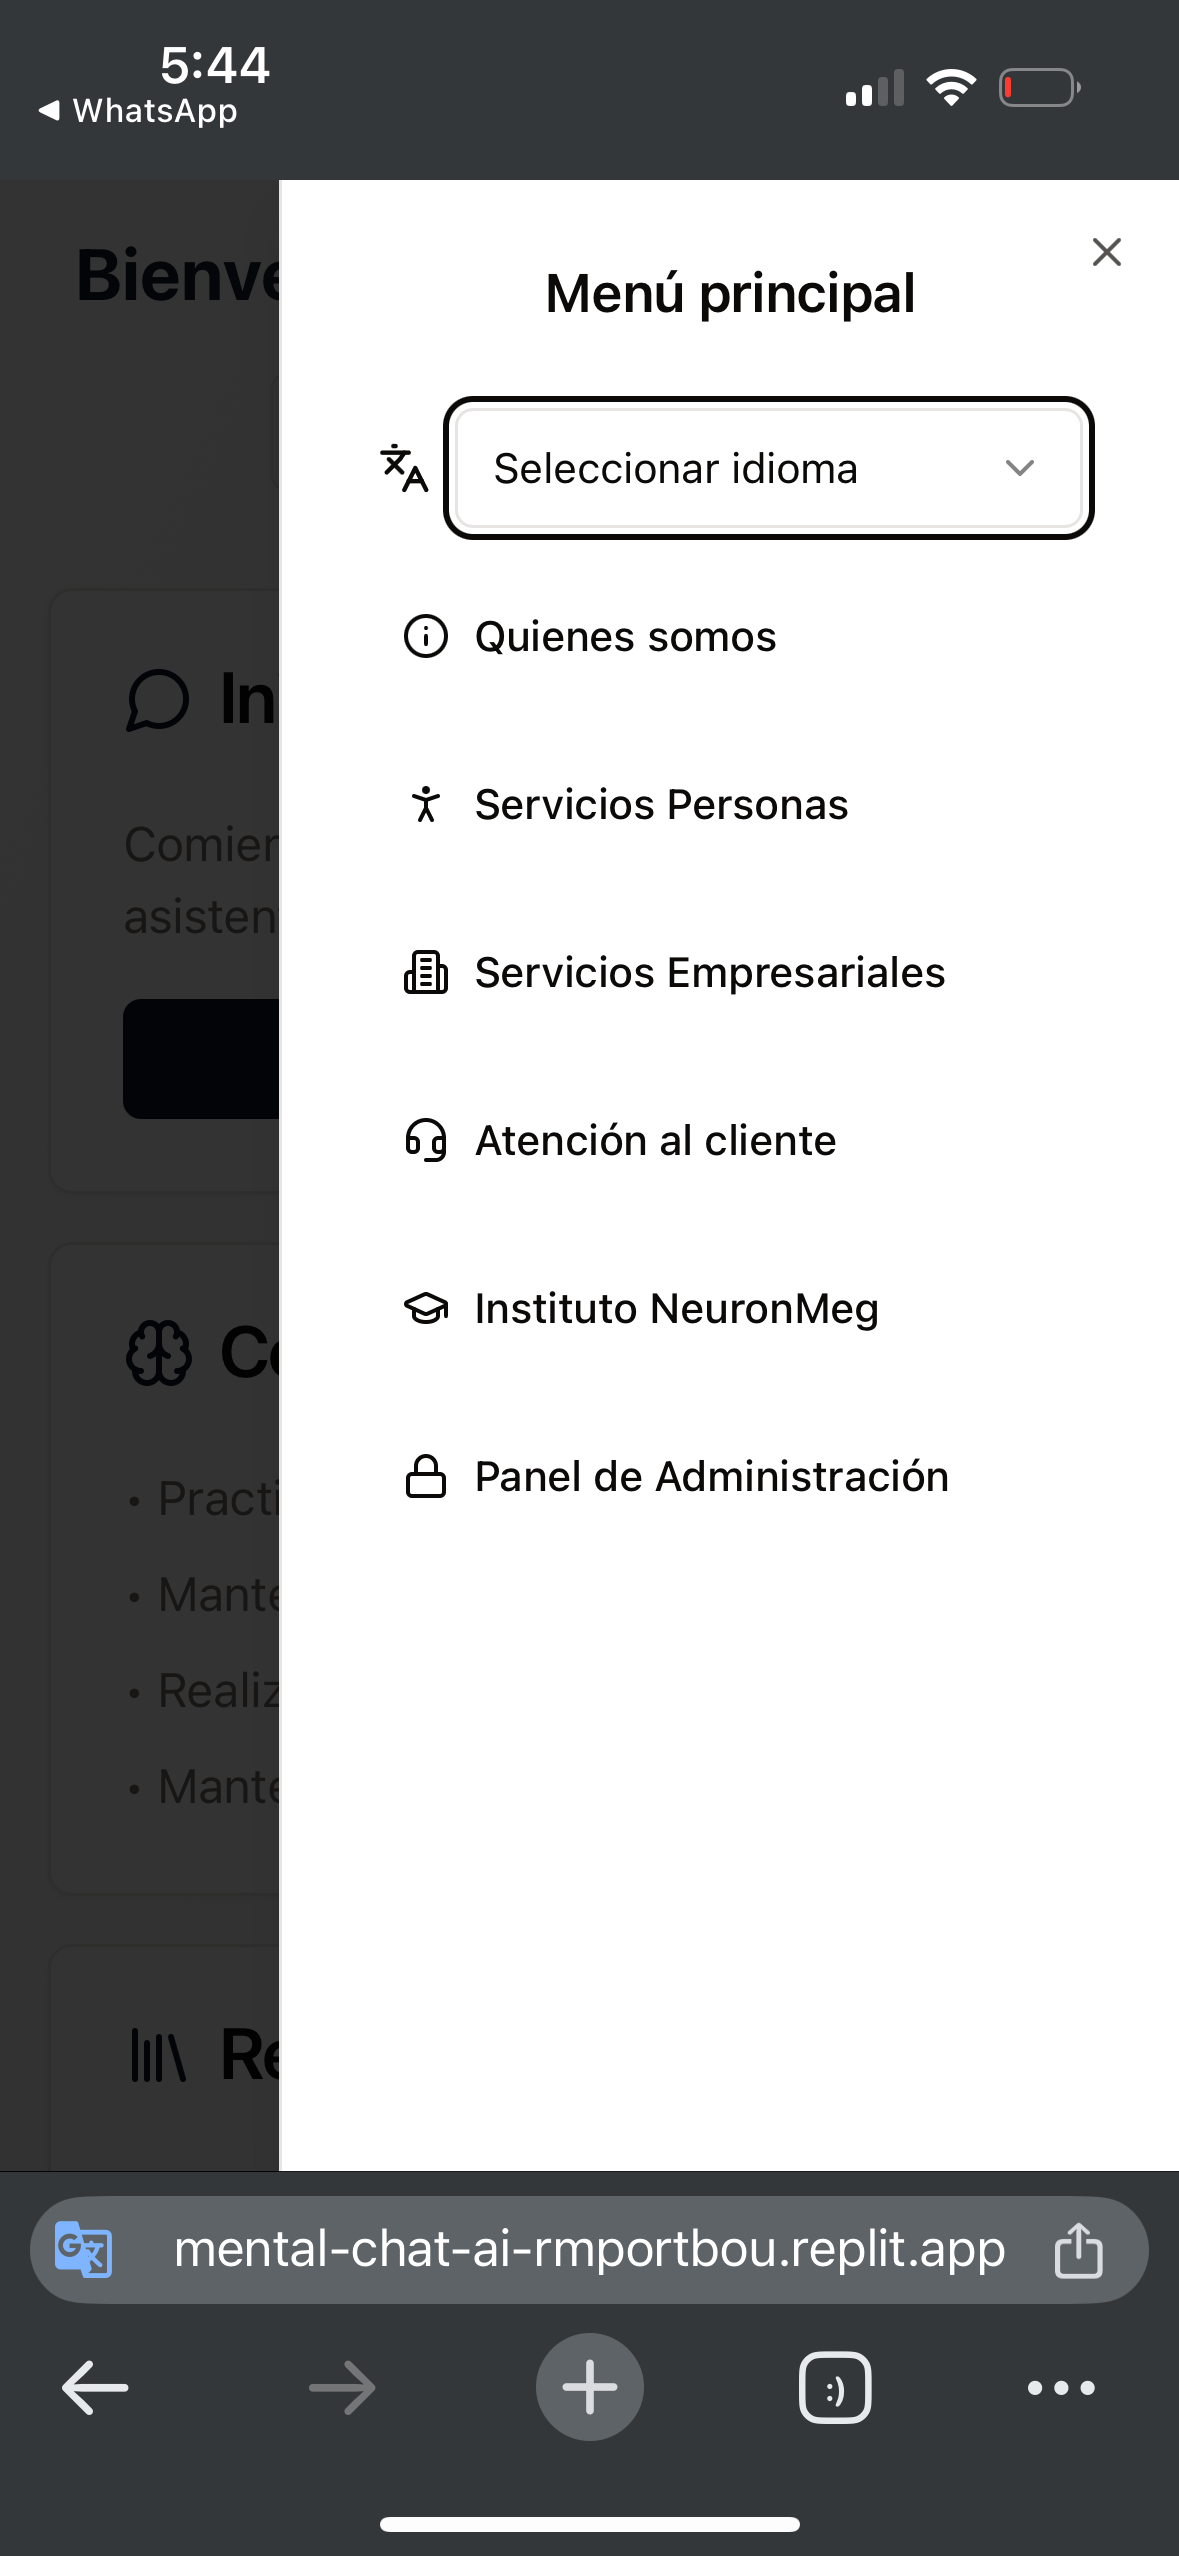 5:44
WhatsApp
Menú principal
Seleccionar idioma
Quienes somos
Servicios Personas
Servicios Empresariales
Atención al cliente
Instituto NeuronMeg
Panel de Administración
Bienve
In
Comien
asisten
Co
• Practi
• Mante
• Realiz
• Mante
Re
mental-chat-ai-rmportbou.replit.app
:)